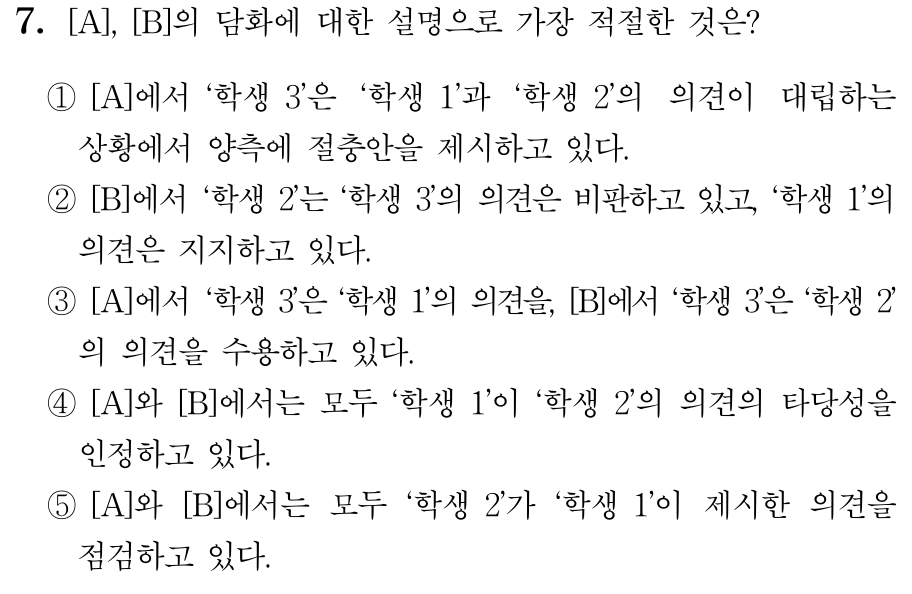 7. [A], [B]의 담화에 대한 설명으로 가장 적절한 것은?
① [A]에서 ‘학생 3’은 ‘학생 1’과 ‘학생 2’의 의견이 대립하는
상황에서 양측에 절충안을 제시하고 있다.
② [B]에서 ‘학생 2’는 ‘학생 3’의 의견은 비판하고 있고, ‘학생 1’의
의견은 지지하고 있다.
③ [A]에서 ‘학생 3’은 ‘학생 1’의 의견을, [B]에서 ‘학생 3’은 ‘학생 2’
의 의견을 수용하고 있다.
④ [A]와 [B]에서는 모두 ‘학생 1’이 ‘학생 2’의 의견의 타당성을
인정하고 있다.
⑤ [A]와 [B]에서는 모두 ‘학생 2’가 ‘학생 1’이 제시한 의견을
점검하고 있다.